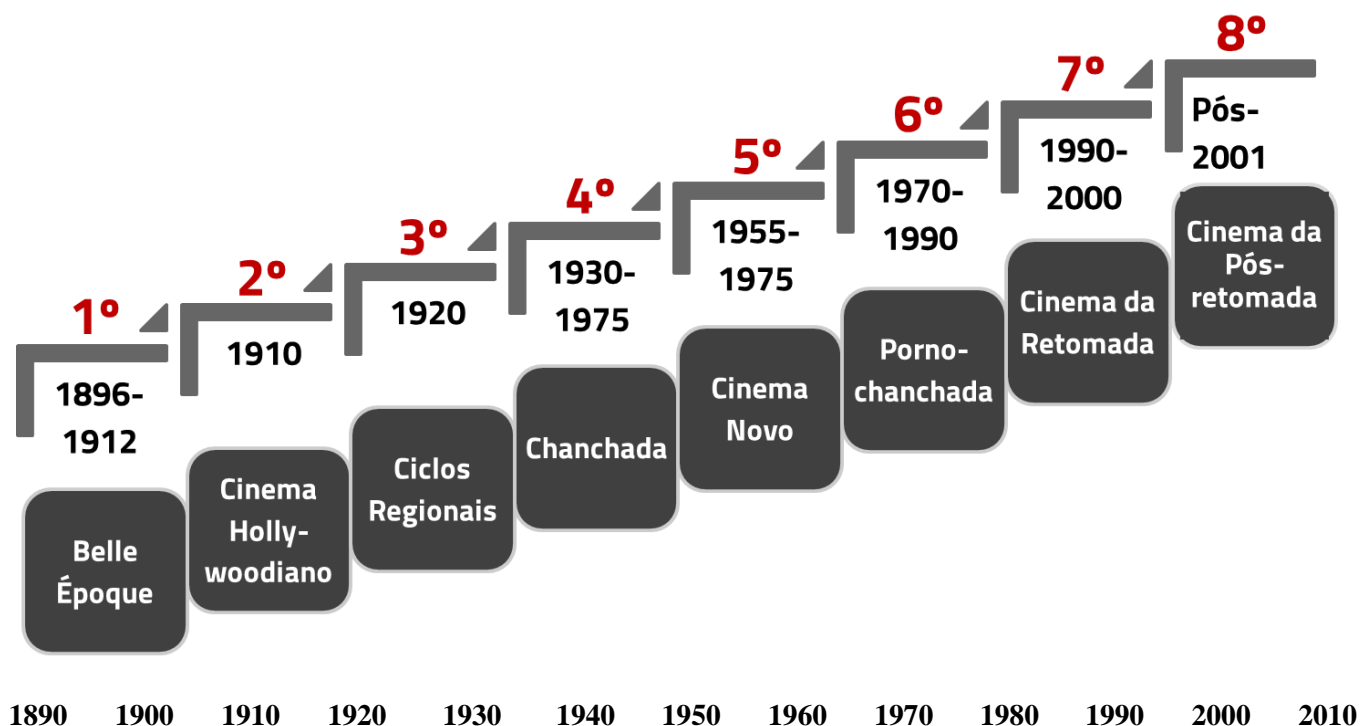 1º
1896-
1912
Belle
Époque
2º
1910
Cinema
Holly-
woodiano
3º
1920
Ciclos
Regionais
4º
1930-
1975
Chanchada
5º
1955-
1975
Cinema
Novo
6º
1970-
1990
Porno-
chanchada
7º
1990-
2000
Cinema da
Retomada
8º
Pós-
2001
Cinema da
Pós-
retomada
1890 1900 1910 1920 1930 1940 1950 1960 1970 1980 1990 2000 2010